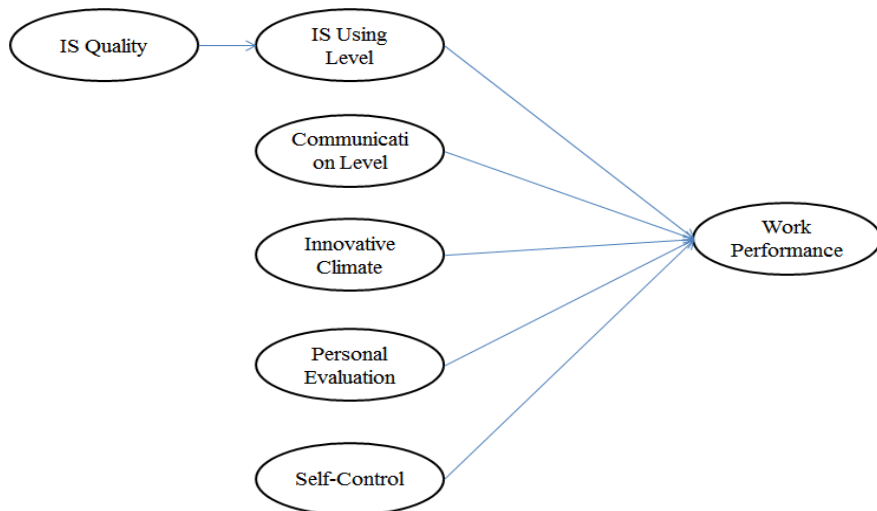 IS Quality
IS Using
Level
Communicati
on Level
Innovative
Climate
Personal
Evaluation
Self-Control
Work
Performance